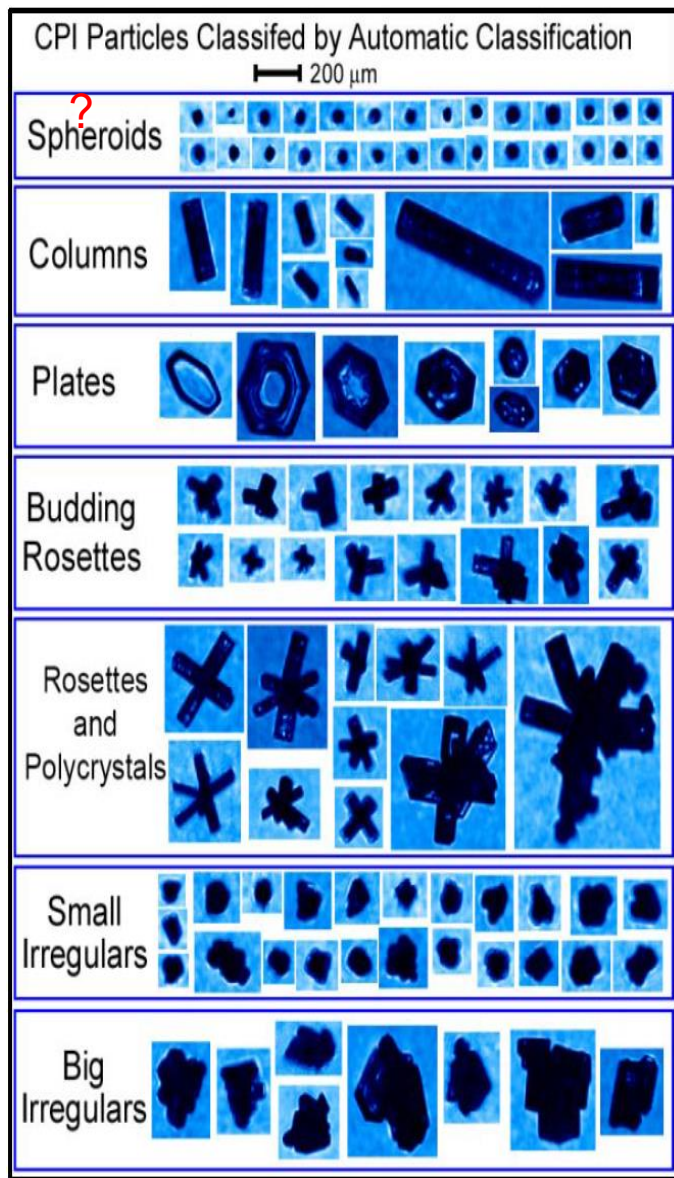 CPI Particles Classifed by Automatic Classification
200 μm
?
Spheroids
Columns
Plates
Budding
Rosettes
Rosettes
and
Polycrystals
Small
Irregulars
Big
Irregulars